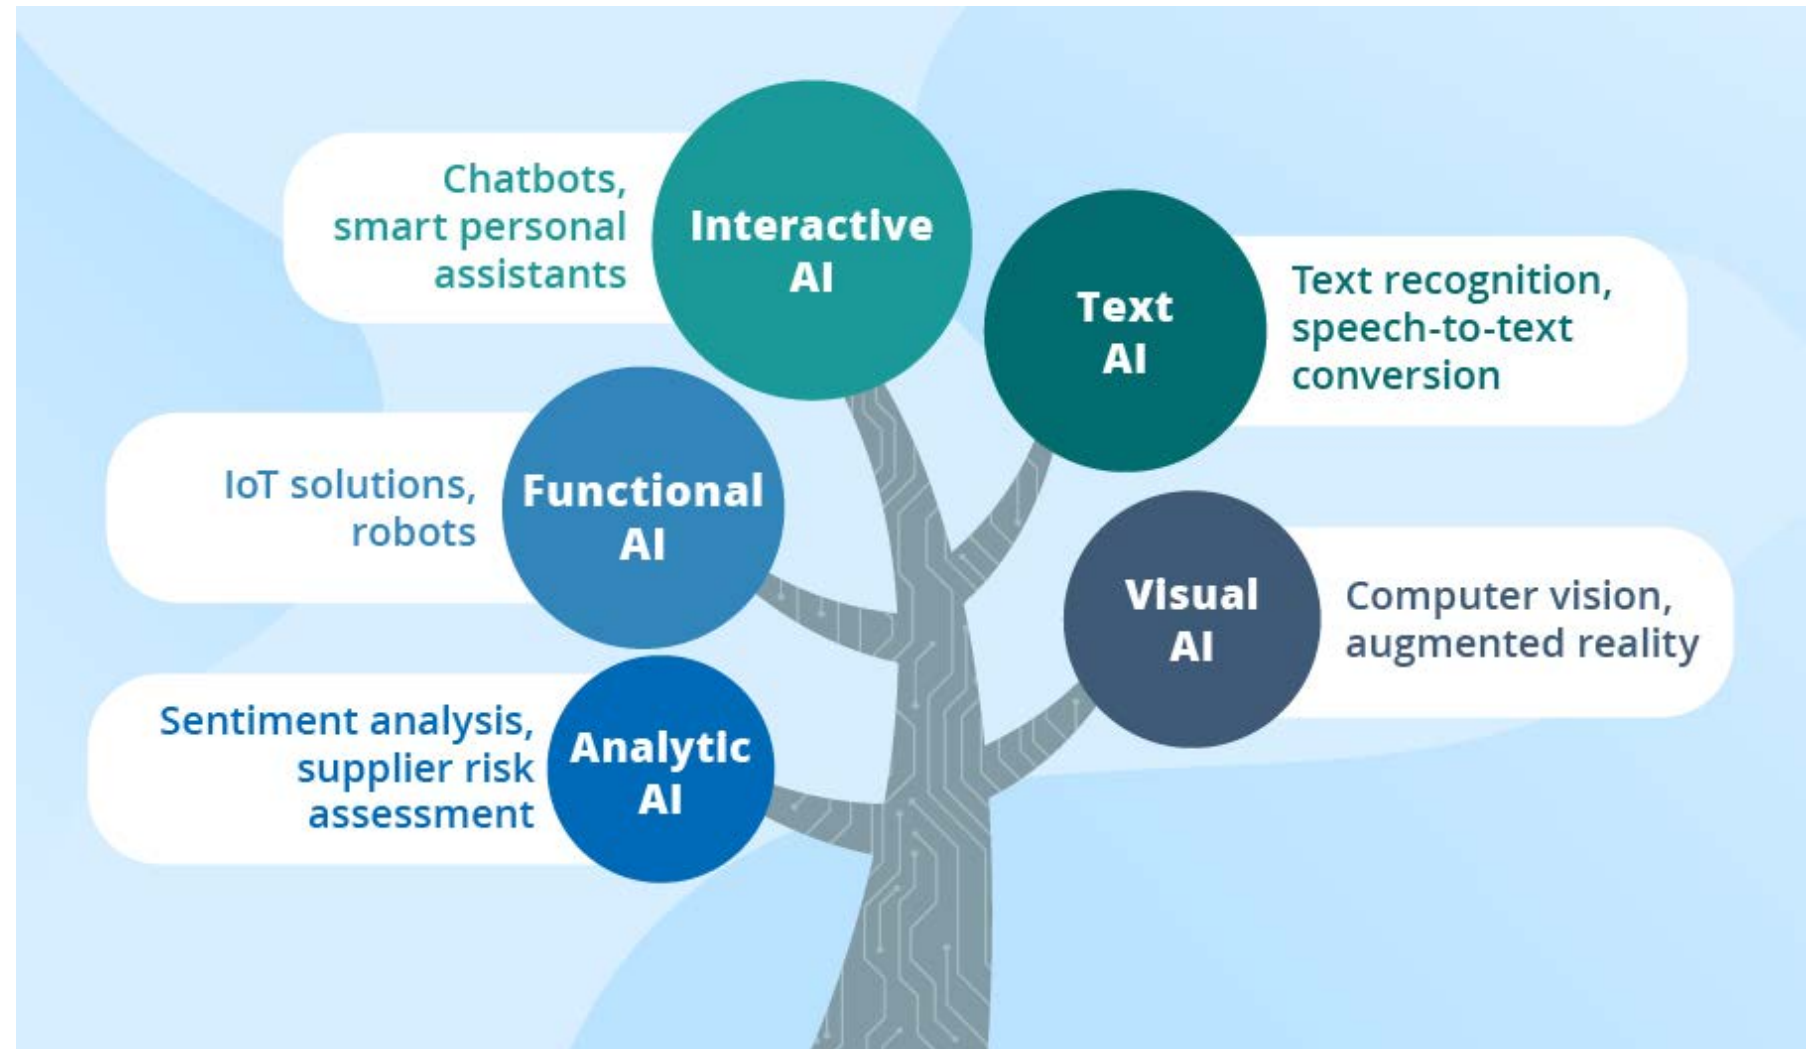 Chatbots,
smart personal
assistants
Interactive
AI
Text
AI
Text recognition,
speech-to-text
conversion
IoT solutions,
robots
Functional
AI
Visual
AI
Computer vision,
augmented reality
Sentiment analysis,
supplier risk
assessment
Analytic
AI